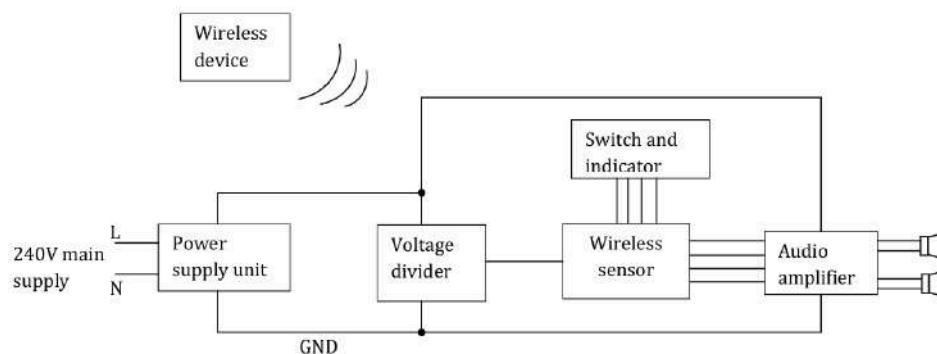 Wireless
device
Switch and
indicator
L
240V main
supply
N
Power
supply unit
Voltage
divider
Wireless
sensor
Audio
amplifier
GND